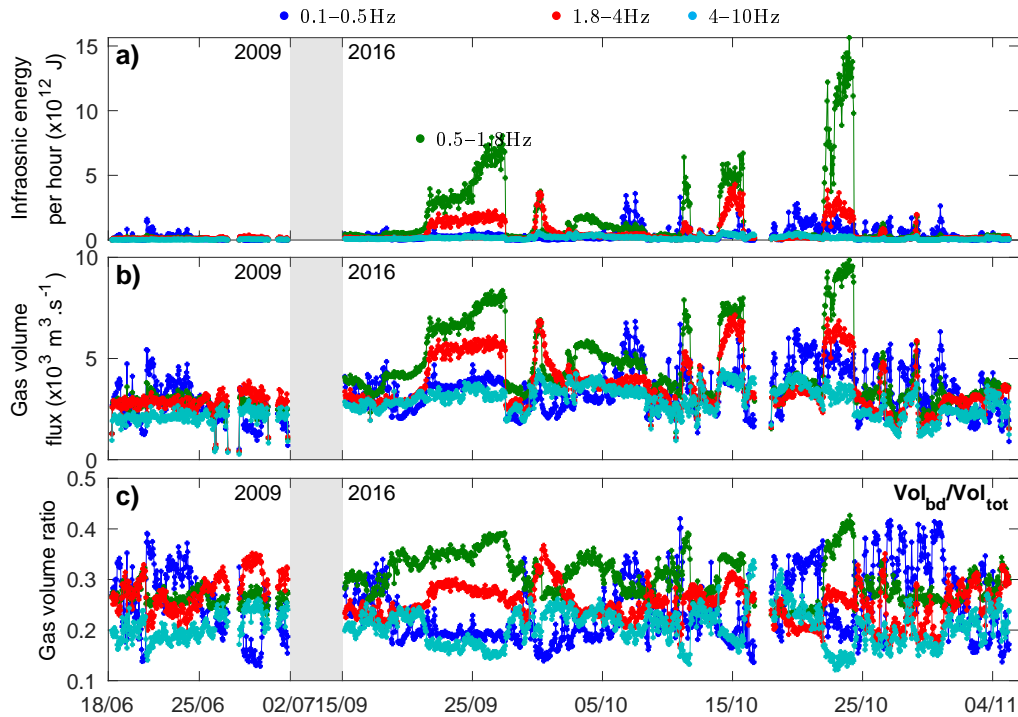 0.1–0.5Hz 1.8–4Hz 4–10Hz
a) 2009 2016
0.5–1.8Hz
Infraosnic energy
per hour (x10^12 J)
15
10
5
0
b) 2009 2016
Gas volume
flux (x10^3 m^3.s^-1)
10
5
0
c) 2009 2016 Vol_bd/Vol_tot
Gas volume ratio
0.5
0.4
0.3
0.2
0.1
18/06 25/06 02/07 15/09 25/09 05/10 15/10 25/10 04/11